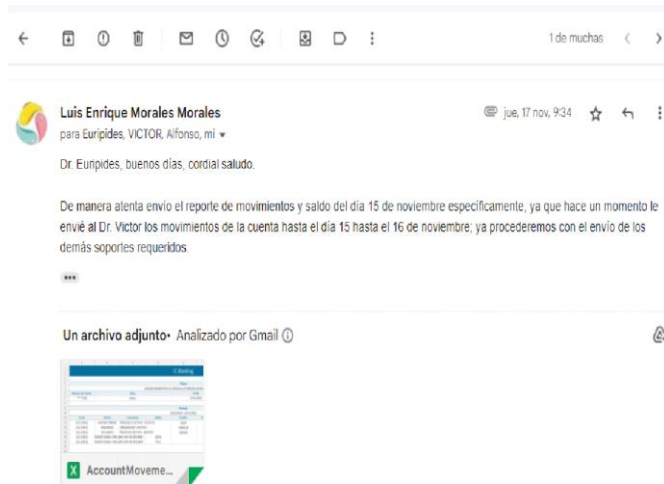 1 de muchas
Luis Enrique Morales Morales
jue, 17 nov, 9:34
para Euripides, VICTOR, Alfonso, mi
Dr. Euripides, buenos días, cordial saludo.
De manera atenta envío el reporte de movimientos y saldo del día 15 de noviembre específicamente, ya que hace un momento le
envié al Dr. Victor los movimientos de la cuenta hasta el día 15 hasta el 16 de noviembre; ya procederemos con el envío de los
demás soportes requeridos.
Un archivo adjunto• Analizado por Gmail
X AccountMoveme...